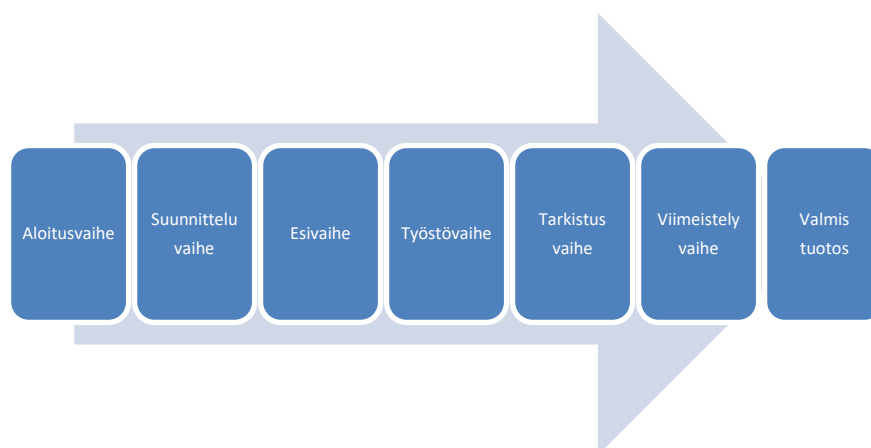 Aloitusvaihe
Suunnittelu
vaihe
Esivaihe
Työstövaihe
Tarkistus
vaihe
Viimeistely
vaihe
Valmis
tuotos